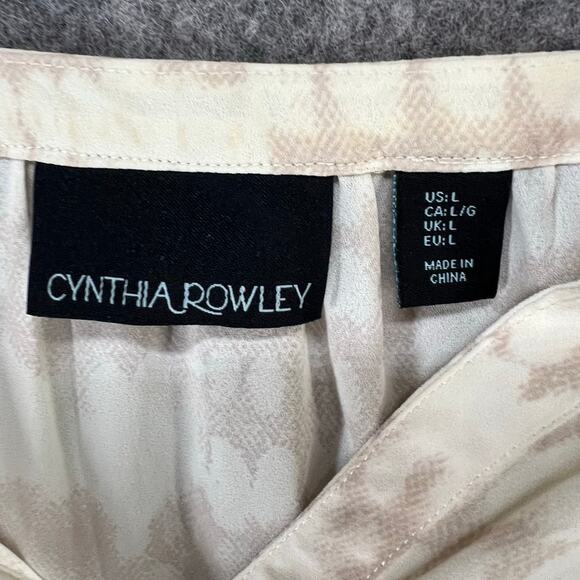 CYNTHIA ROWLEY
US: L
CA: L/G
UK: L
EU: L
MADE IN
CHINA